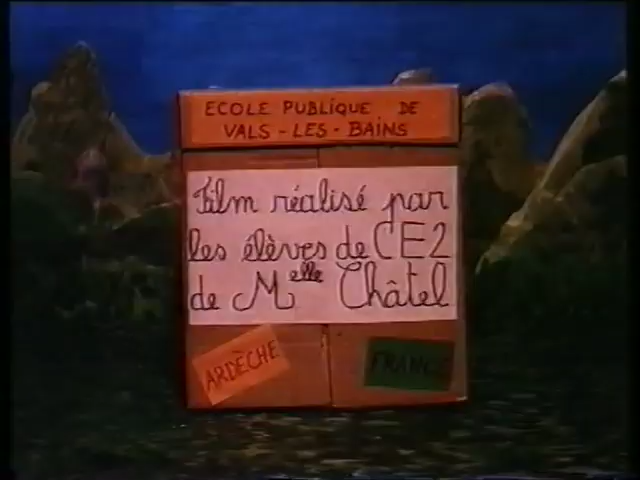 ECOLE PUBLIQUE DE
VALS-LES-BAINS
Film réalisé par
les élèves de CE2
de Melle Châtel
ARDÈCHE
FRANCE